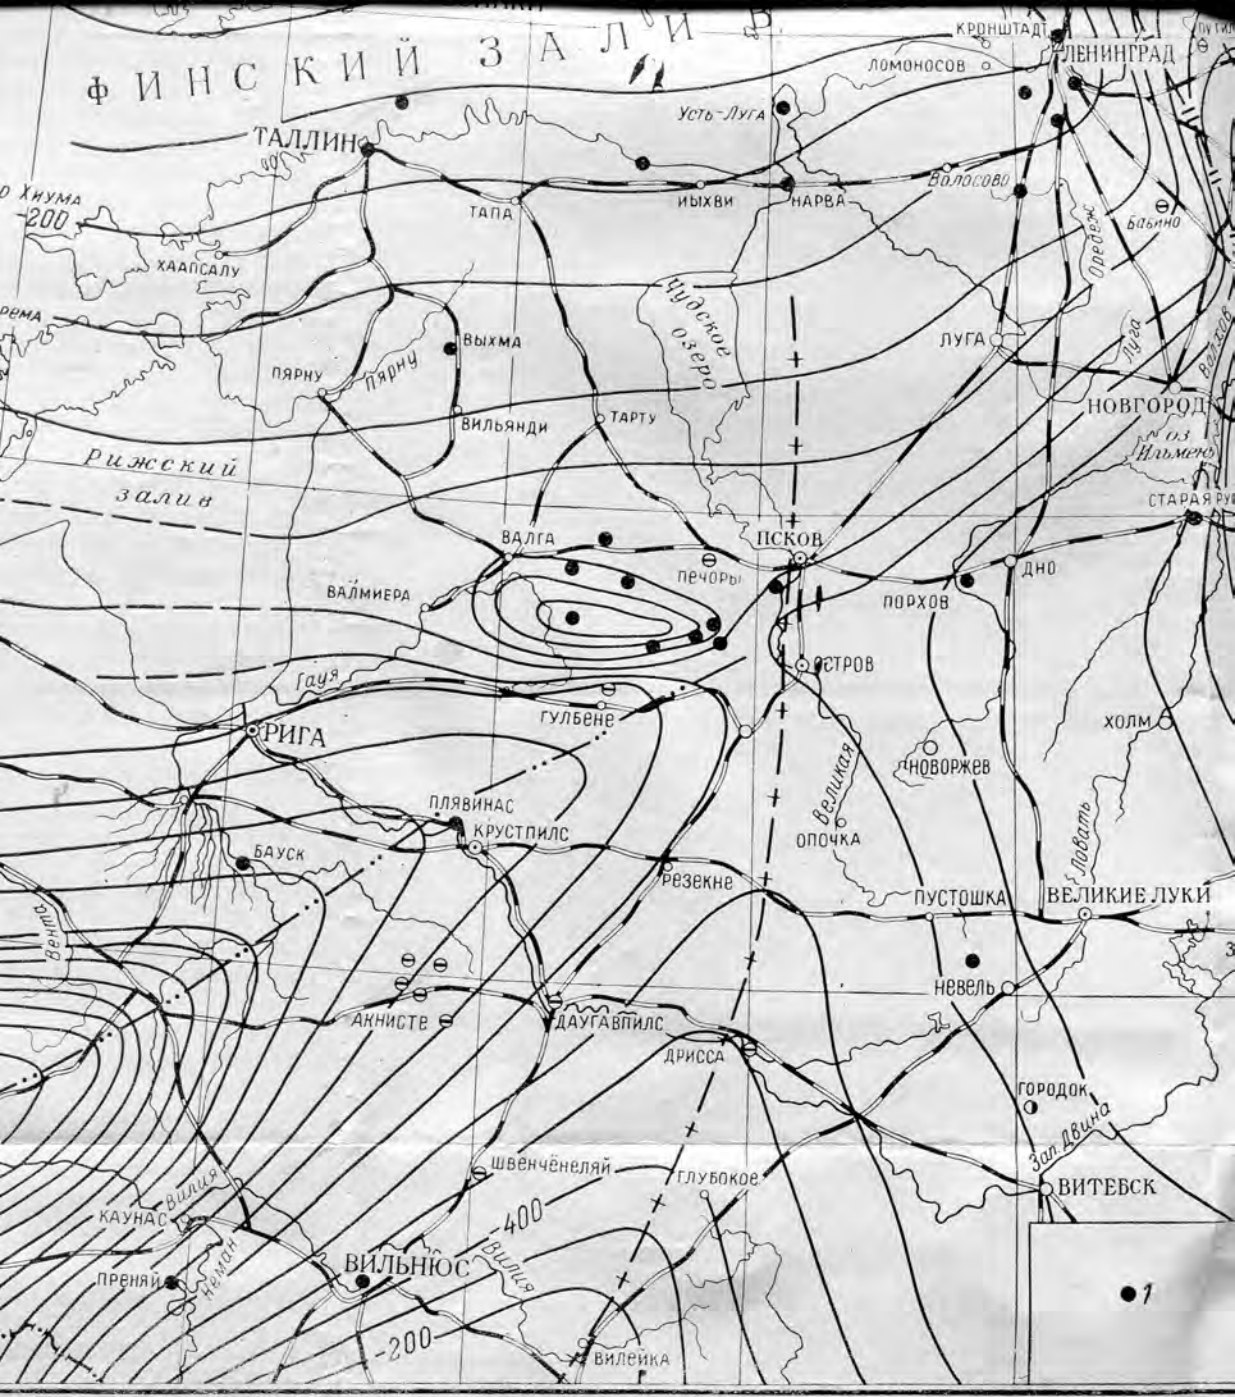 ФИНСКИЙ ЗАЛИВ
КРОНШТАДТ
ЛОМОНОСОВ
ЛЕНИНГРАД
УСТЬ-ЛУГА
ТАЛЛИН
О ХИУМА
-200
ТАПА
ИЫХВИ
НАРВА
ВОЛОСОВО
Оредеж
БАБИНО
ХААПСАЛУ
РЕМА
Чудское
озеро
ВЫХМА
ЛУГА
Луга
Волхов
ПЯРНУ
Пярну
НОВГОРОД
ВИЛЬЯНДИ
ТАРТУ
оз
Ильмень
Рижский
залив
СТАРАЯ РУ
ВАЛГА
ПСКОВ
ПЕЧОРЫ
ДНО
ВАЛМИЕРА
ПОРХОВ
ОСТРОВ
Гауя
ГУЛБЕНЕ
ХОЛМ
РИГА
НОВОРЖЕВ
Великая
ПЛЯВИНАС
КРУСТПИЛС
ОПОЧКА
Ловать
БАУСК
РЕЗЕКНЕ
ПУСТОШКА
ВЕЛИКИЕ ЛУКИ
Вента
НЕВЕЛЬ
АКНИСТЕ
ДАУГАВПИЛС
ДРИССА
ГОРОДОК
Зап. Двина
ШВЕНЧЁНЕЛЯЙ
ГЛУБОКОЕ
ВИТЕБСК
Вилия
КАУНАС
-400
Вилия
Неман
ПРЕНЯЙ
ВИЛЬНЮС
1
-200
ВИЛЕЙКА